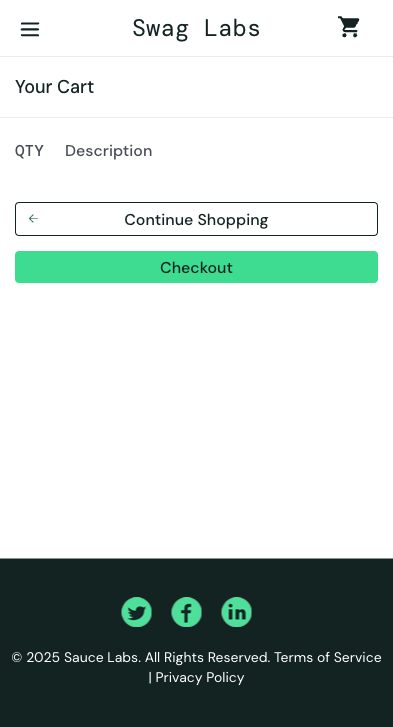 Swag Labs
Your Cart
QTY Description
Continue Shopping
Checkout
© 2025 Sauce Labs. All Rights Reserved. Terms of Service
| Privacy Policy